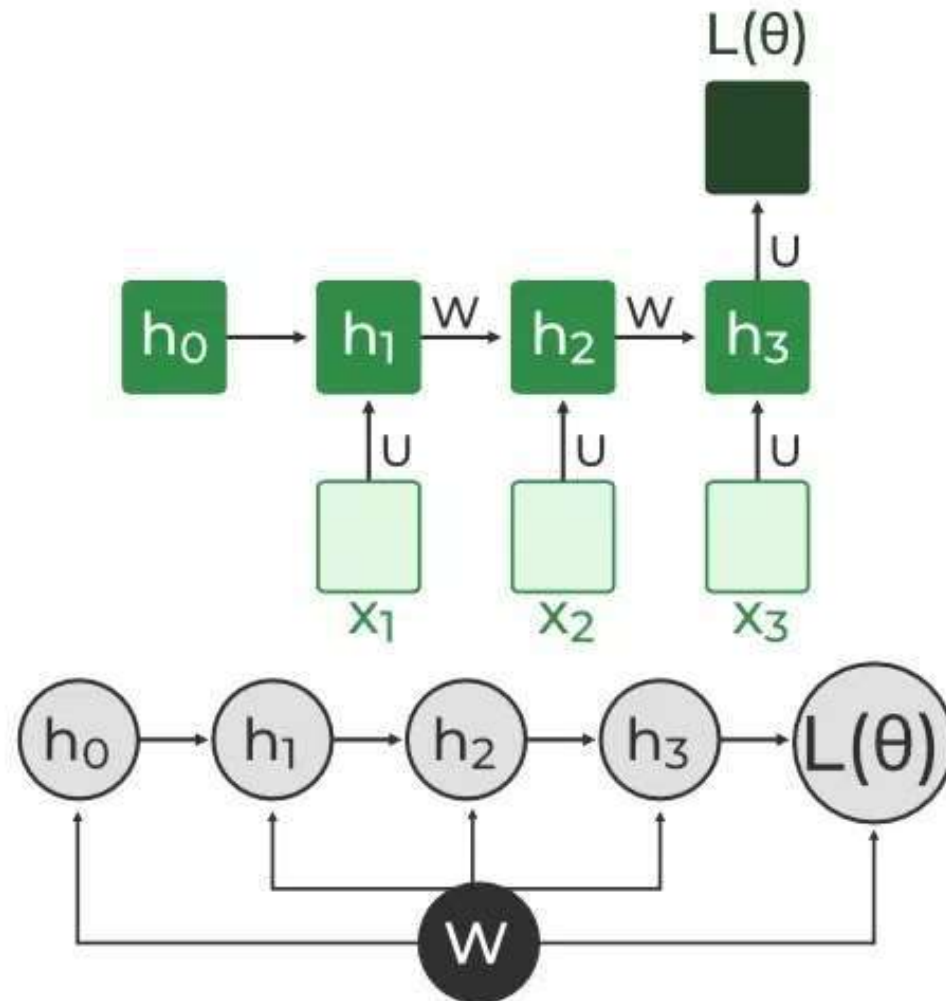 L(θ)
U
h₀ h₁ W h₂ W h₃
U U U
x₁ x₂ x₃
h₀ h₁ h₂ h₃ L(θ)
W